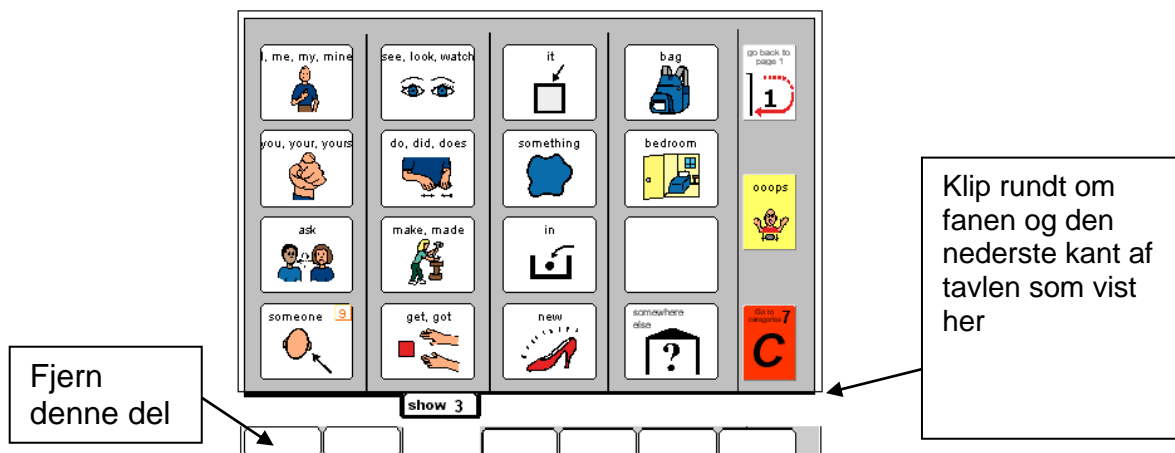 I, me, my, mine
see, look, watch
it
bag
go back to
page 1
1
you, your, yours
do, did, does
something
bedroom
ooops
ask
make, made
in
someone 9
get, got
new
somewhere
else
?
Go to
categories 7
C
show 3
Fjern
denne del
Klip rundt om
fanen og den
nederste kant af
tavlen som vist
her